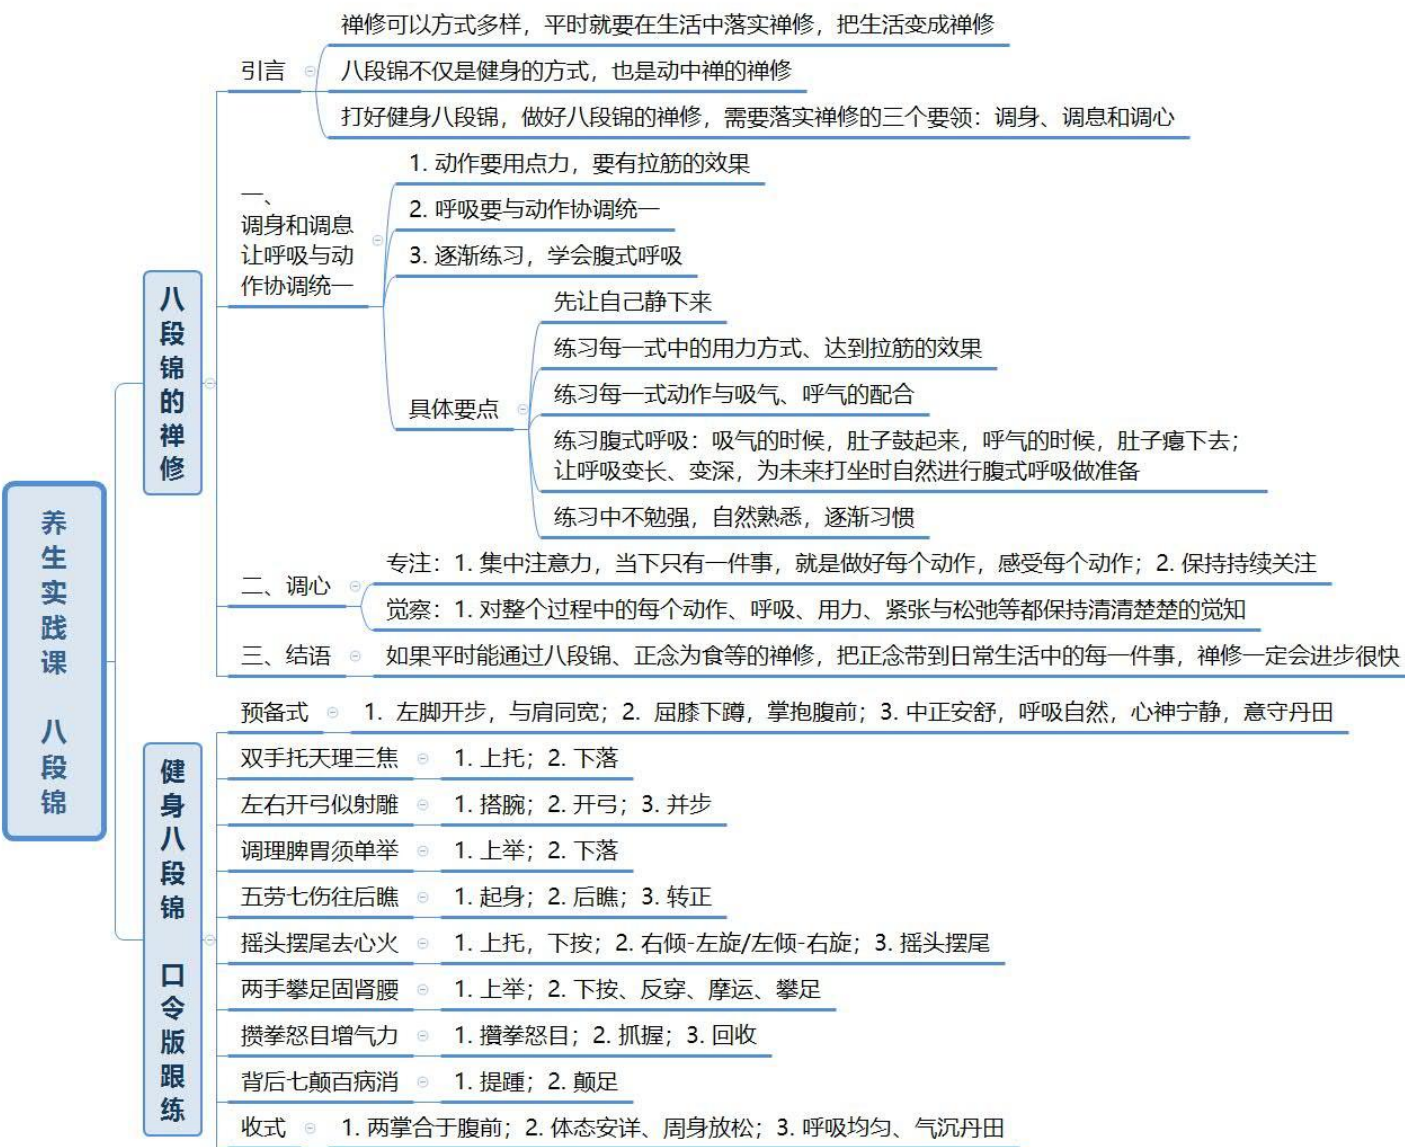 养生实践课 八段锦
八段锦的禅修
引言
禅修可以方式多样，平时就要在生活中落实禅修，把生活变成禅修
八段锦不仅是健身的方式，也是动中禅的禅修
打好健身八段锦，做好八段锦的禅修，需要落实禅修的三个要领：调身、调息和调心
一、
调身和调息
让呼吸与动
作协调统一
1. 动作要用点力，要有拉筋的效果
2. 呼吸要与动作协调统一
3. 逐渐练习，学会腹式呼吸
具体要点
先让自己静下来
练习每一式中的用力方式、达到拉筋的效果
练习每一式动作与吸气、呼气的配合
练习腹式呼吸：吸气的时候，肚子鼓起来，呼气的时候，肚子瘪下去；
让呼吸变长、变深，为未来打坐时自然进行腹式呼吸做准备
练习中不勉强，自然熟悉，逐渐习惯
二、调心
专注：1. 集中注意力，当下只有一件事，就是做好每个动作，感受每个动作；2. 保持持续关注
觉察：1. 对整个过程中的每个动作、呼吸、用力、紧张与松弛等都保持清清楚楚的觉知
三、结语
如果平时能通过八段锦、正念为食等的禅修，把正念带到日常生活中的每一件事，禅修一定会进步很快
健身八段锦 口令版跟练
预备式
1. 左脚开步，与肩同宽；2. 屈膝下蹲，掌抱腹前；3. 中正安舒，呼吸自然，心神宁静，意守丹田
双手托天理三焦
1. 上托；2. 下落
左右开弓似射雕
1. 搭腕；2. 开弓；3. 并步
调理脾胃须单举
1. 上举；2. 下落
五劳七伤往后瞧
1. 起身；2. 后瞧；3. 转正
摇头摆尾去心火
1. 上托，下按；2. 右倾-左旋/左倾-右旋；3. 摇头摆尾
两手攀足固肾腰
1. 上举；2. 下按、反穿、摩运、攀足
攒拳怒目增气力
1. 攢拳怒目；2. 抓握；3. 回收
背后七颠百病消
1. 提踵；2. 颠足
收式
1. 两掌合于腹前；2. 体态安详、周身放松；3. 呼吸均匀、气沉丹田